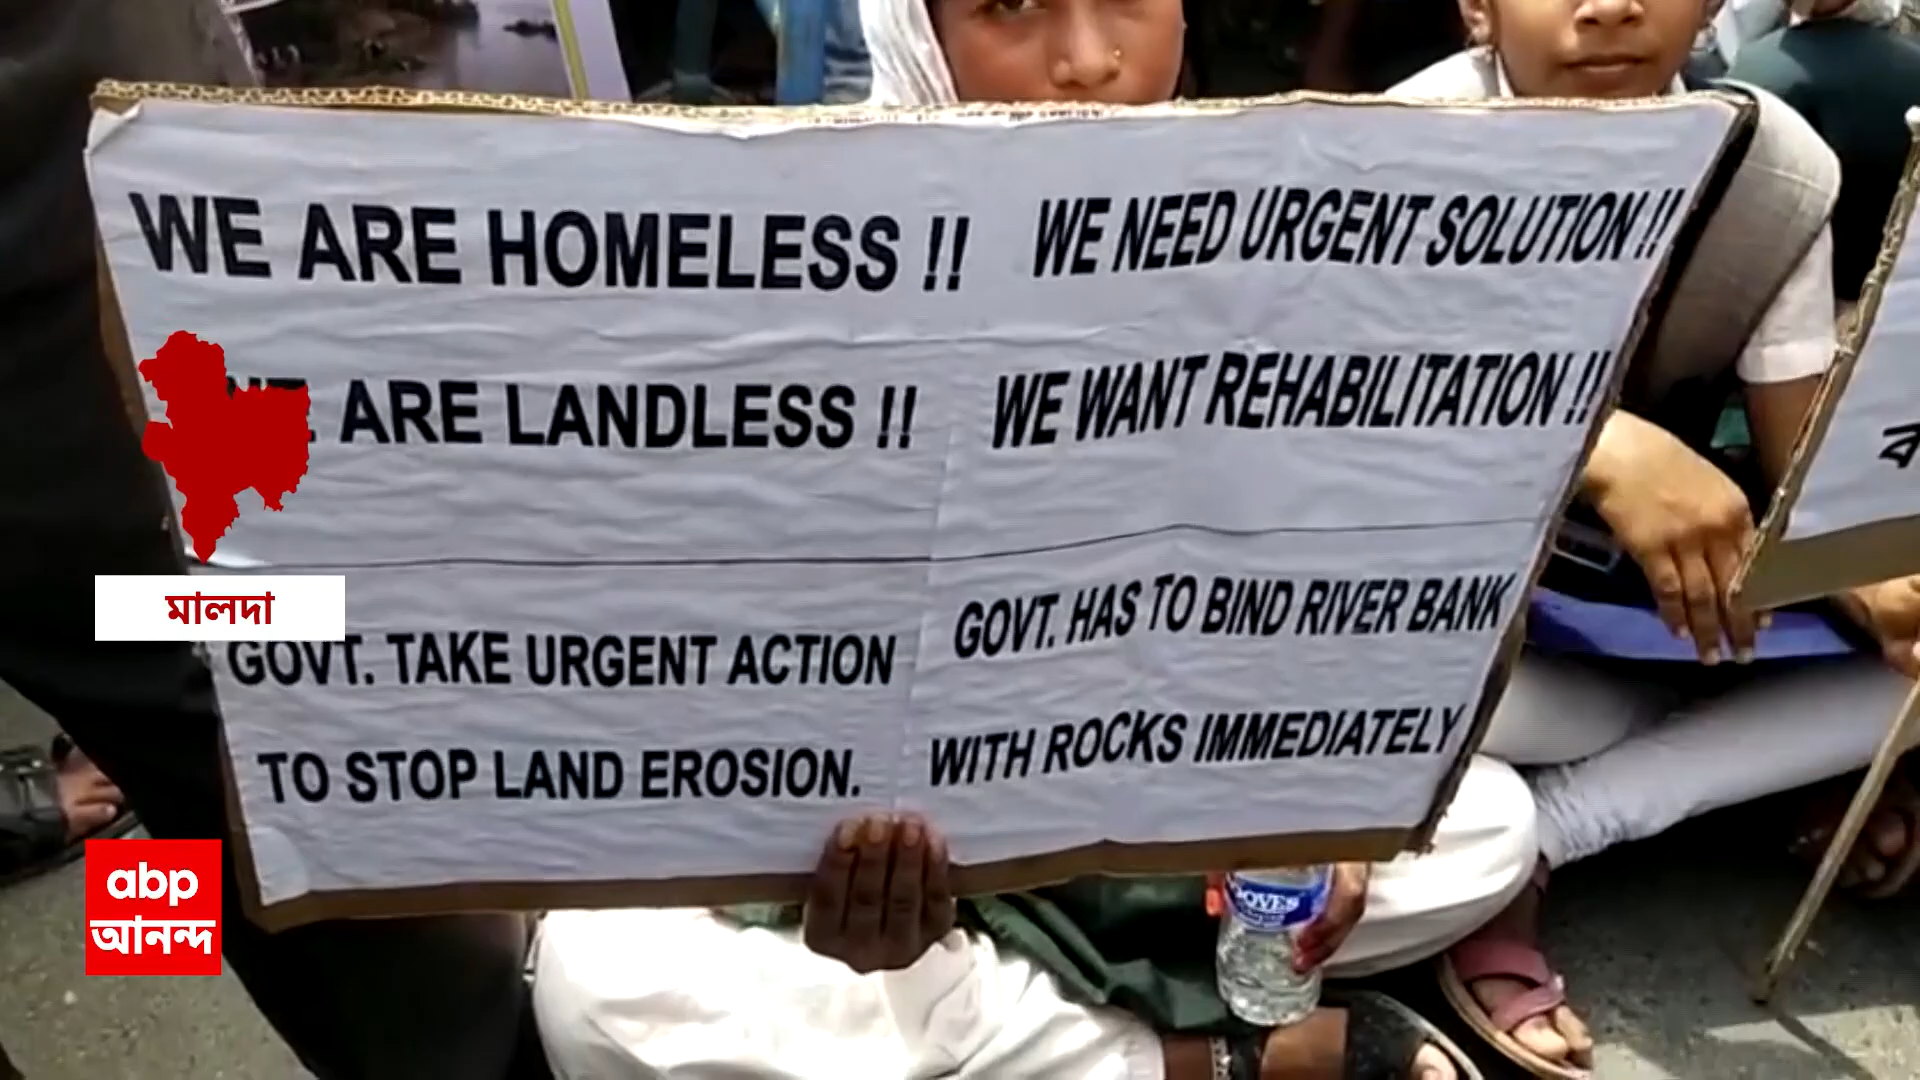 WE ARE HOMELESS !! WE NEED URGENT SOLUTION !!
ARE LANDLESS !! WE WANT REHABILITATION !!
মালদা
GOVT. TAKE URGENT ACTION GOVT. HAS TO BIND RIVER BANK
TO STOP LAND EROSION. WITH ROCKS IMMEDIATELY
abp
আনন্দ